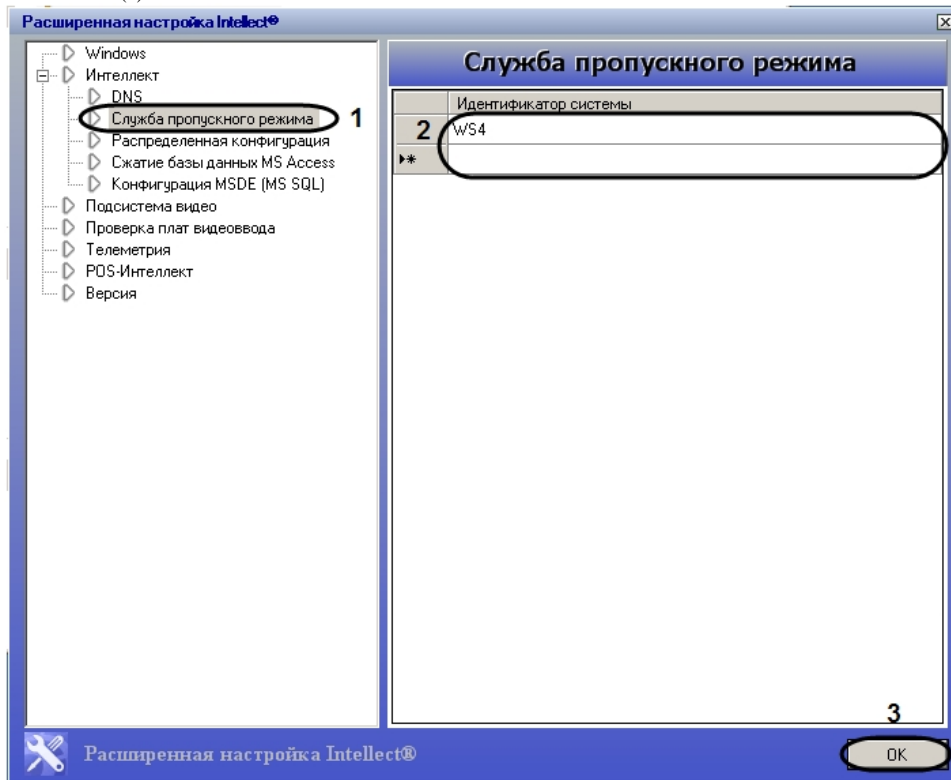 Расширенная настройка Intellect®
Windows
Интеллект
DNS
Служба пропускного режима 1
Распределенная конфигурация
Сжатие базы данных MS Access
Конфигурация MSDE (MS SQL)
Подсистема видео
Проверка плат видеоввода
Телеметрия
POS-Интеллект
Версия
Служба пропускного режима
Идентификатор системы
2 WS4
3
Расширенная настройка Intellect®
OK